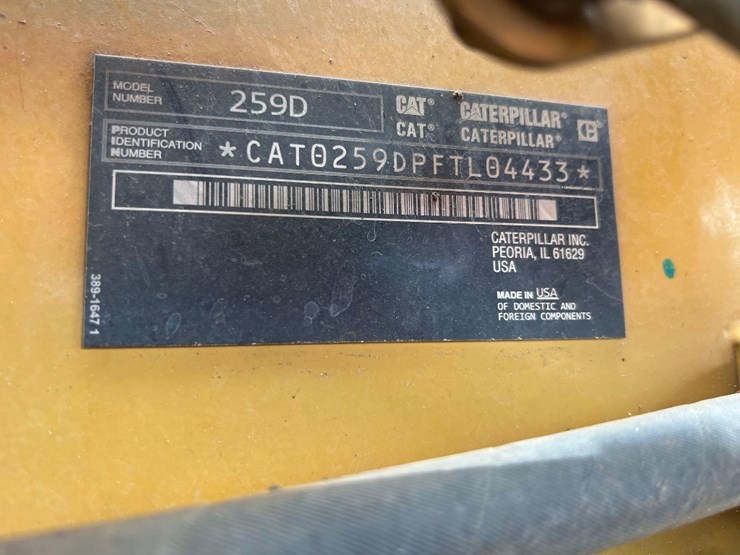 MODEL
NUMBER
259D
CAT® CATERPILLAR®
CAT® CATERPILLAR®
PRODUCT
IDENTIFICATION
NUMBER
*CAT0259DPFTL04433*
CATERPILLAR INC.
PEORIA, IL 61629
USA
MADE IN USA
OF DOMESTIC AND
FOREIGN COMPONENTS
389-1647 1